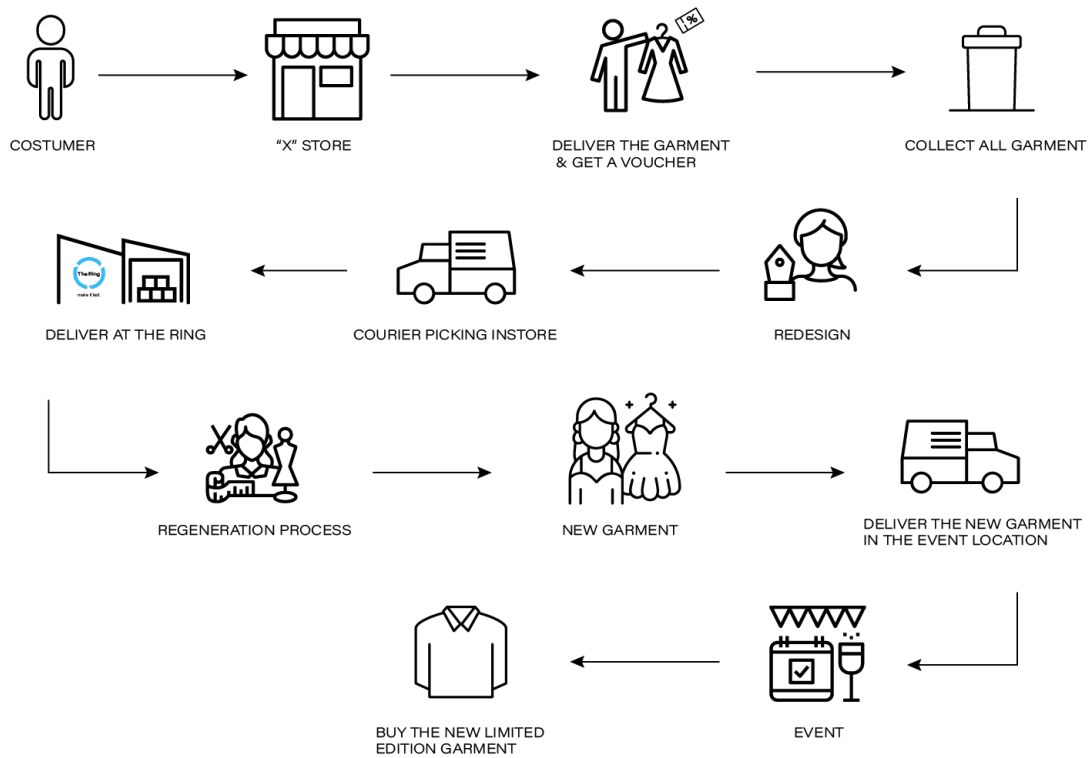 COSTUMER
"X" STORE
DELIVER THE GARMENT
& GET A VOUCHER
%
COLLECT ALL GARMENT
The Ring
make it last
DELIVER AT THE RING
COURIER PICKING INSTORE
REDESIGN
REGENERATION PROCESS
NEW GARMENT
DELIVER THE NEW GARMENT
IN THE EVENT LOCATION
BUY THE NEW LIMITED
EDITION GARMENT
EVENT